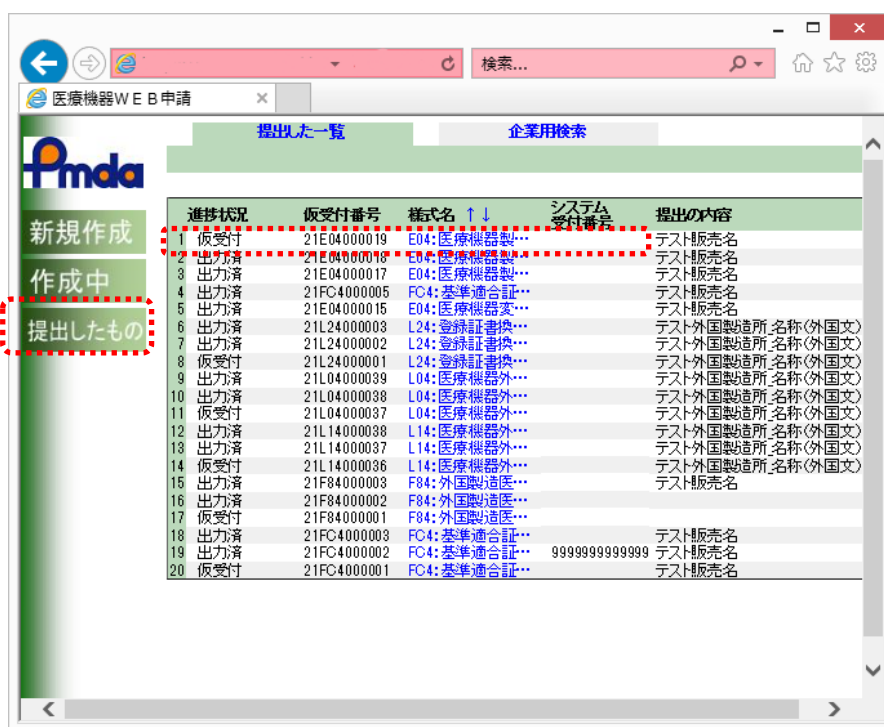 検索...
医療機器ＷＥＢ申請
Pmda
新規作成
作成中
提出したもの
提出した一覧 企業用検索
進捗状況 仮受付番号 様式名 ↑↓ システム受付番号 提出の内容
1 仮受付 21E04000019 E04:医療機器製… テスト販売名
2 出力済 21E04000018 E04:医療機器製… テスト販売名
3 出力済 21E04000017 E04:医療機器製… テスト販売名
4 出力済 21FC4000005 FC4:基準適合証… テスト販売名
5 出力済 21E04000015 E04:医療機器変… テスト販売名
6 出力済 21L24000003 L24:登録証書換… テスト外国製造所_名称(外国文)
7 出力済 21L24000002 L24:登録証書換… テスト外国製造所_名称(外国文)
8 仮受付 21L24000001 L24:登録証書換… テスト外国製造所_名称(外国文)
9 出力済 21L04000039 L04:医療機器外… テスト外国製造所_名称(外国文)
10 出力済 21L04000038 L04:医療機器外… テスト外国製造所_名称(外国文)
11 仮受付 21L04000037 L04:医療機器外… テスト外国製造所_名称(外国文)
12 出力済 21L14000038 L14:医療機器外… テスト外国製造所_名称(外国文)
13 出力済 21L14000037 L14:医療機器外… テスト外国製造所_名称(外国文)
14 仮受付 21L14000036 L14:医療機器外… テスト外国製造所_名称(外国文)
15 出力済 21F84000003 F84:外国製造医… テスト販売名
16 出力済 21F84000002 F84:外国製造医…
17 仮受付 21F84000001 F84:外国製造医…
18 出力済 21FC4000003 FC4:基準適合証… テスト販売名
19 出力済 21FC4000002 FC4:基準適合証… 9999999999999 テスト販売名
20 仮受付 21FC4000001 FC4:基準適合証… テスト販売名